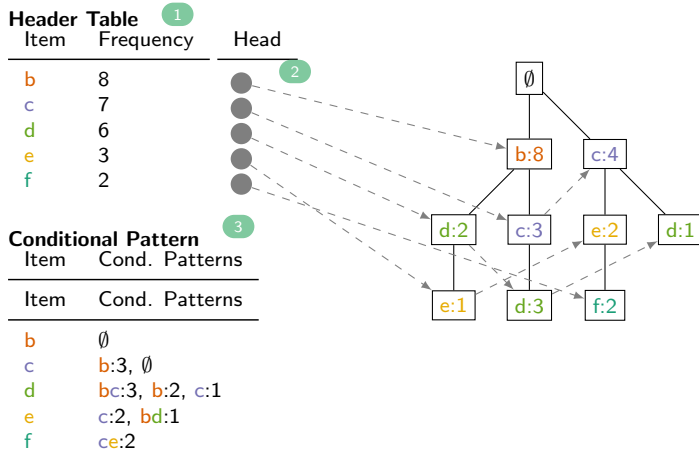 Header Table 1
Item Frequency Head
b 8 2
c 7
d 6
e 3
f 2
∅
b:8 c:4
d:2 c:3 e:2 d:1
e:1 d:3 f:2
Conditional Pattern 3
Item Cond. Patterns
Item Cond. Patterns
b ∅
c b:3, ∅
d bc:3, b:2, c:1
e c:2, bd:1
f ce:2